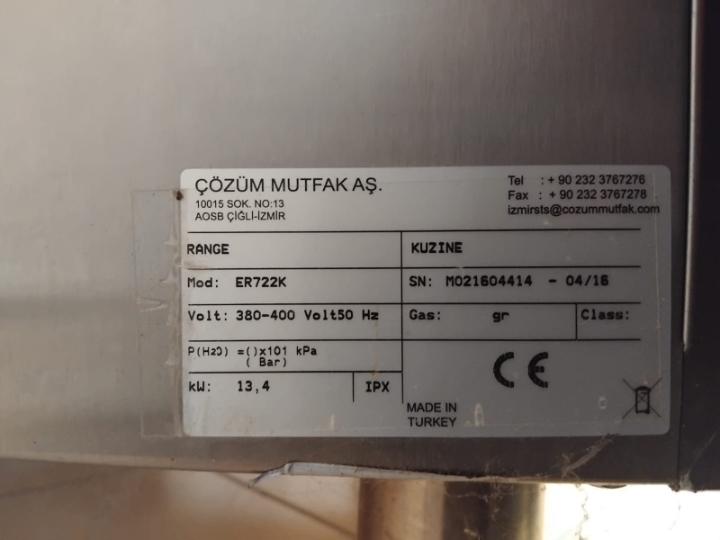 ÇÖZÜM MUTFAK AŞ.
10015 SOK. NO:13
AOSB ÇİĞLİ-İZMİR
Tel : + 90 232 3767276
Fax : + 90 232 3767278
izmirsts@cozummutfak.com
RANGE
KUZINE
Mod: ER722K
SN: M021604414 - 04/16
Volt: 380-400 Volt50 Hz
Gas: gr
Class:
P(H2O) =()x101 kPa
( Bar)
kW: 13,4
IPX
CE
MADE IN
TURKEY